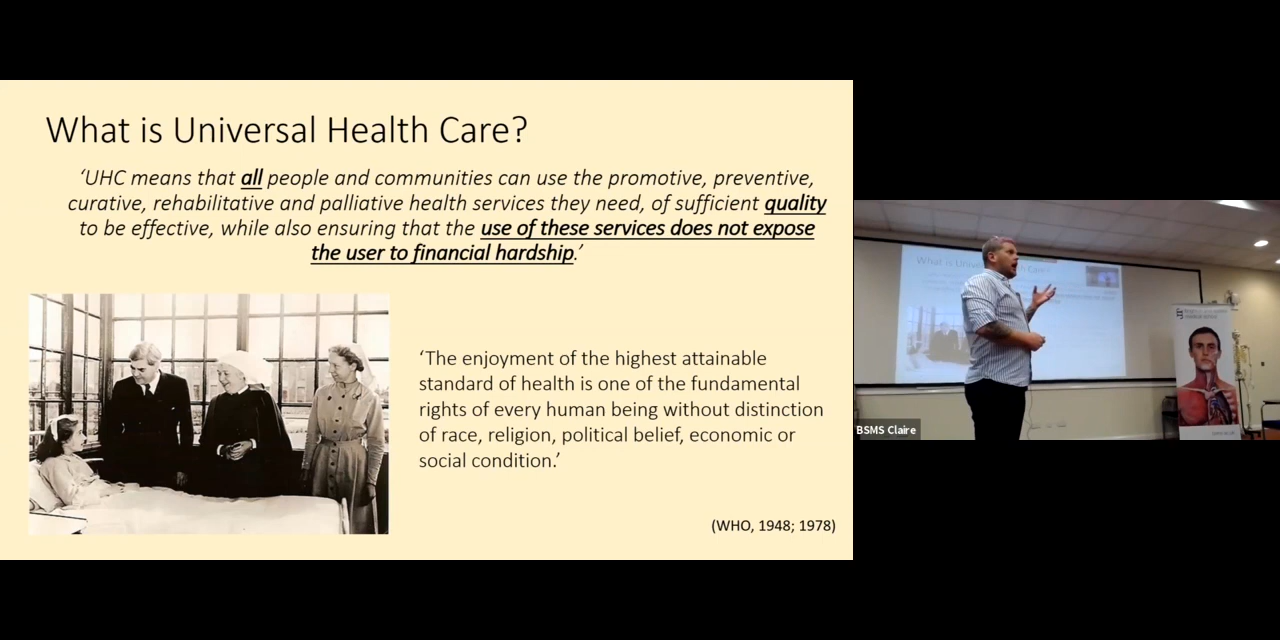 What is Universal Health Care?
‘UHC means that all people and communities can use the promotive, preventive,
curative, rehabilitative and palliative health services they need, of sufficient quality
to be effective, while also ensuring that the use of these services does not expose
the user to financial hardship.’
‘The enjoyment of the highest attainable
standard of health is one of the fundamental
rights of every human being without distinction
of race, religion, political belief, economic or
social condition.’
(WHO, 1948; 1978)
What is Univ
BSMS Claire